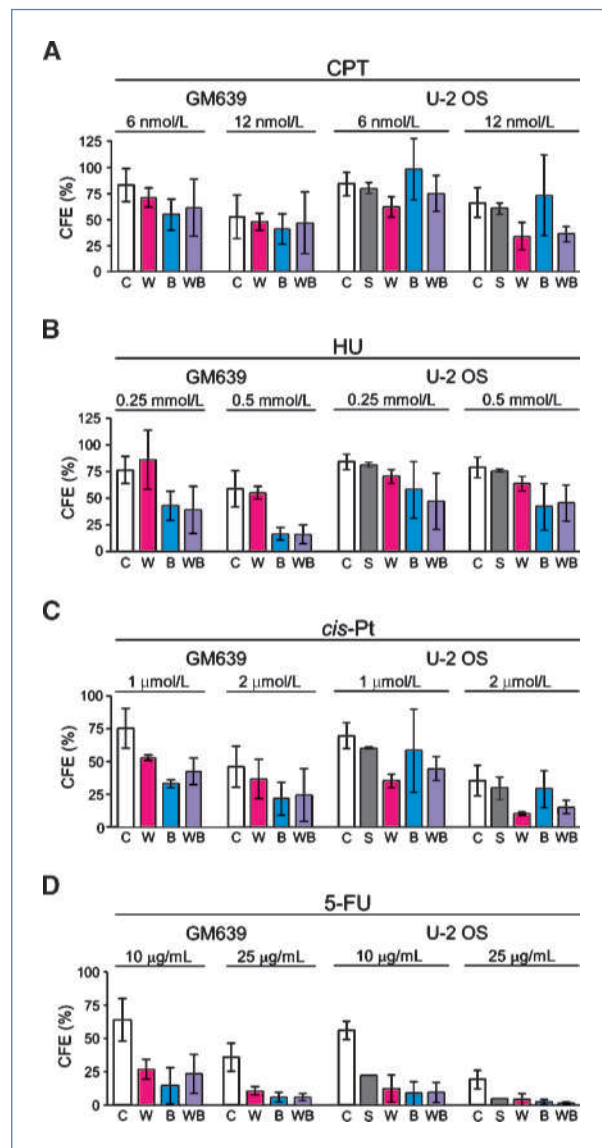 A
CPT
GM639 U-2 OS
6 nmol/L 12 nmol/L 6 nmol/L 12 nmol/L
CFE (%)
125
100
75
50
25
0
C W B WB C W B WB C S W B WB C S W B WB
B
HU
GM639 U-2 OS
0.25 mmol/L 0.5 mmol/L 0.25 mmol/L 0.5 mmol/L
CFE (%)
125
100
75
50
25
0
C W B WB C W B WB C S W B WB C S W B WB
C
cis-Pt
GM639 U-2 OS
1 µmol/L 2 µmol/L 1 µmol/L 2 µmol/L
CFE (%)
100
75
50
25
0
C W B WB C W B WB C S W B WB C S W B WB
D
5-FU
GM639 U-2 OS
10 µg/mL 25 µg/mL 10 µg/mL 25 µg/mL
CFE (%)
100
75
50
25
0
C W B WB C W B WB C S W B WB C S W B WB